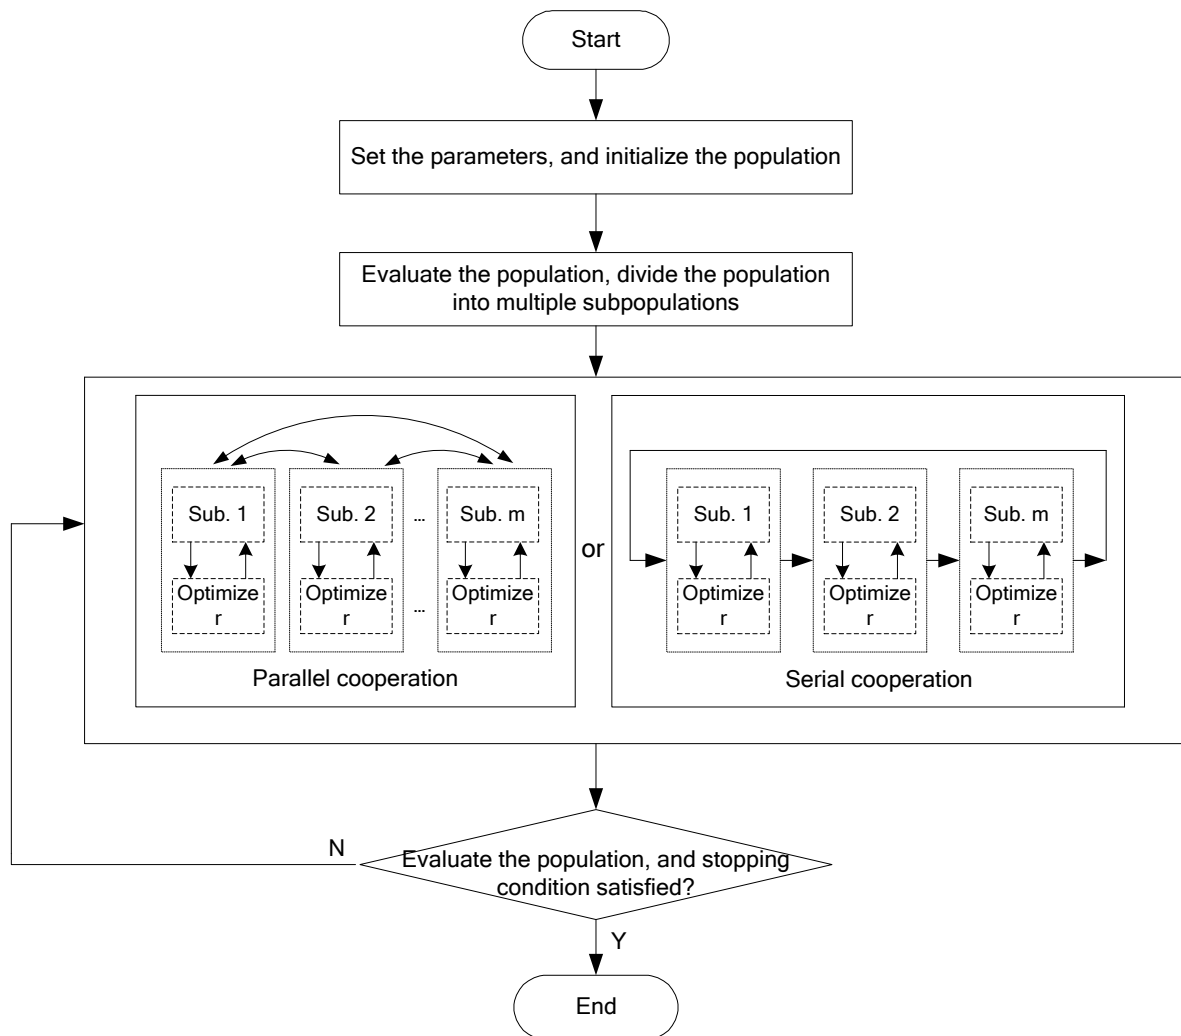 Start
Set the parameters, and initialize the population
Evaluate the population, divide the population
into multiple subpopulations
Sub. 1
Sub. 2
...
Sub. m
Optimize
r
Optimize
r
...
Optimize
r
Parallel cooperation
or
Sub. 1
Sub. 2
Sub. m
Optimize
r
Optimize
r
Optimize
r
Serial cooperation
N
Evaluate the population, and stopping
condition satisfied?
Y
End